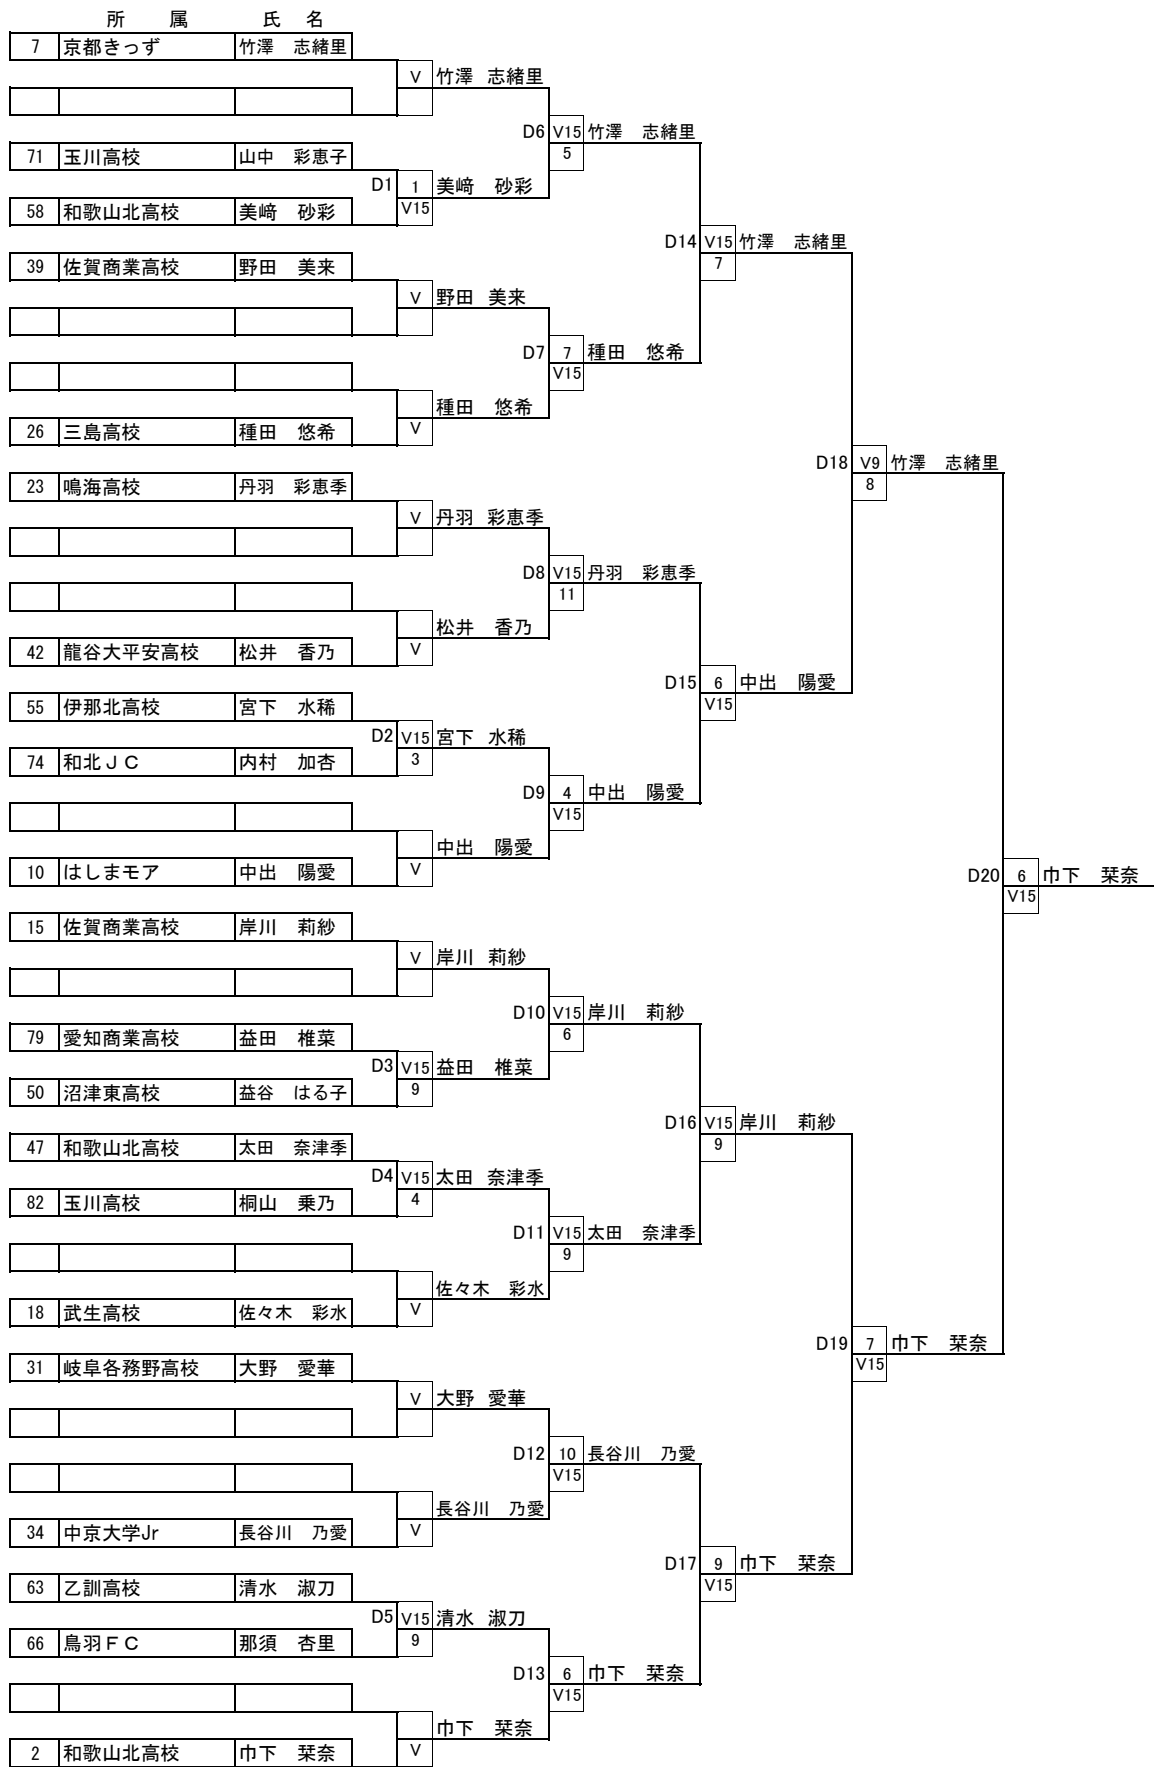 所　属　氏　名
7 京都きっず 竹澤　志緒里
V 竹澤 志緒里
D6 V15 竹澤　志緒里
5
71 玉川高校 山中　彩恵子
D1 1 美﨑　砂彩
V15
58 和歌山北高校 美﨑　砂彩
D14 V15 竹澤　志緒里
7
39 佐賀商業高校 野田　美来
V 野田 美来
D7 7 種田　悠希
V15
種田　悠希
V
26 三島高校 種田　悠希
D18 V9 竹澤　志緒里
8
23 鳴海高校 丹羽　彩恵季
V 丹羽 彩恵季
D8 V15 丹羽　彩恵季
11
松井　香乃
V
42 龍谷大平安高校 松井　香乃
D15 6 中出　陽愛
V15
55 伊那北高校 宮下　水稀
D2 V15 宮下 水稀
3
74 和北ＪＣ 内村　加杏
D9 4 中出　陽愛
V15
中出　陽愛
V
10 はしまモア 中出　陽愛
D20 6 巾下　栞奈
V15
15 佐賀商業高校 岸川　莉紗
V 岸川 莉紗
D10 V15 岸川　莉紗
6
79 愛知商業高校 益田　椎菜
D3 V15 益田　椎菜
9
50 沼津東高校 益谷　はる子
D16 V15 岸川　莉紗
9
47 和歌山北高校 太田　奈津季
D4 V15 太田 奈津季
4
82 玉川高校 桐山　乗乃
D11 V15 太田　奈津季
9
佐々木　彩水
V
18 武生高校 佐々木　彩水
D19 7 巾下　栞奈
V15
31 岐阜各務野高校 大野　愛華
V 大野 愛華
D12 10 長谷川　乃愛
V15
長谷川　乃愛
V
34 中京大学Jr 長谷川　乃愛
D17 9 巾下　栞奈
V15
63 乙訓高校 清水　淑刀
D5 V15 清水 淑刀
9
66 鳥羽ＦＣ 那須　杏里
D13 6 巾下　栞奈
V15
巾下　栞奈
V
2 和歌山北高校 巾下　栞奈